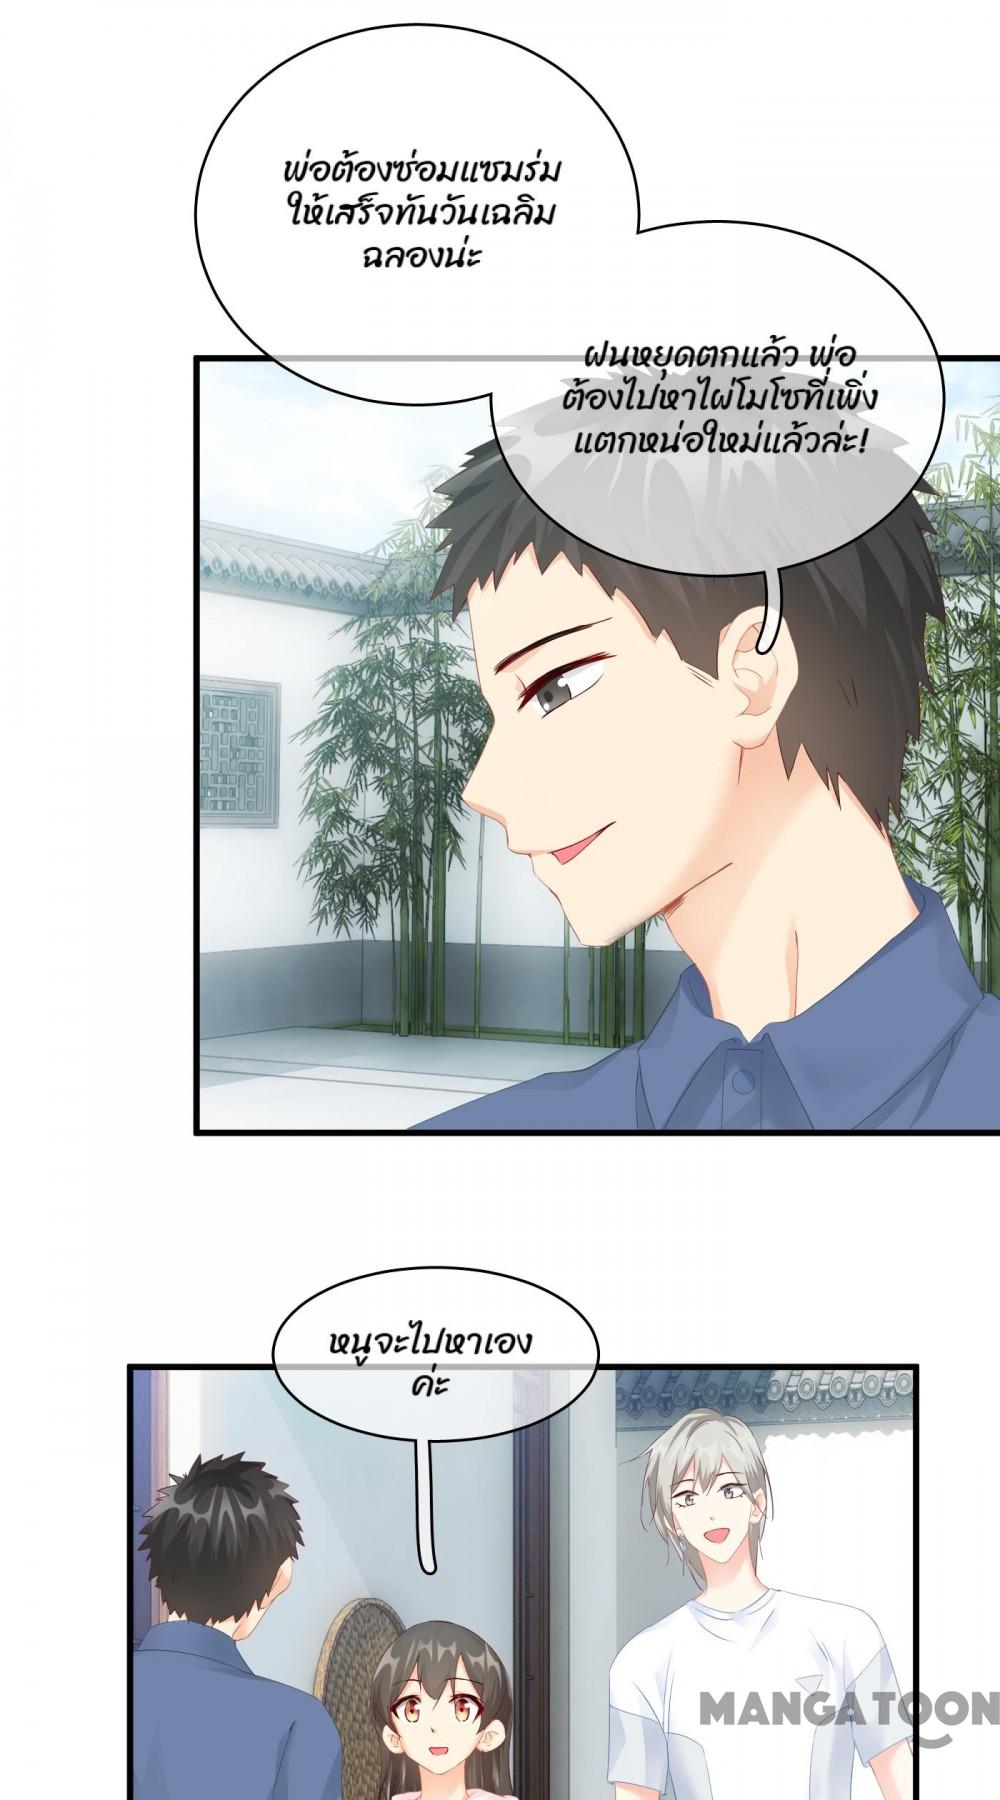 พ่อต้องซ่อมแซมร่ม
ให้เสร็จทันวันเฉลิม
ฉลองน่ะ
ฝนหยุดตกแล้ว พ่อ
ต้องไปหาไผ่โมโซที่เพิ่ง
แตกหน่อใหม่แล้วล่ะ!
หนูจะไปหาเอง
ค่ะ
MANGATOON